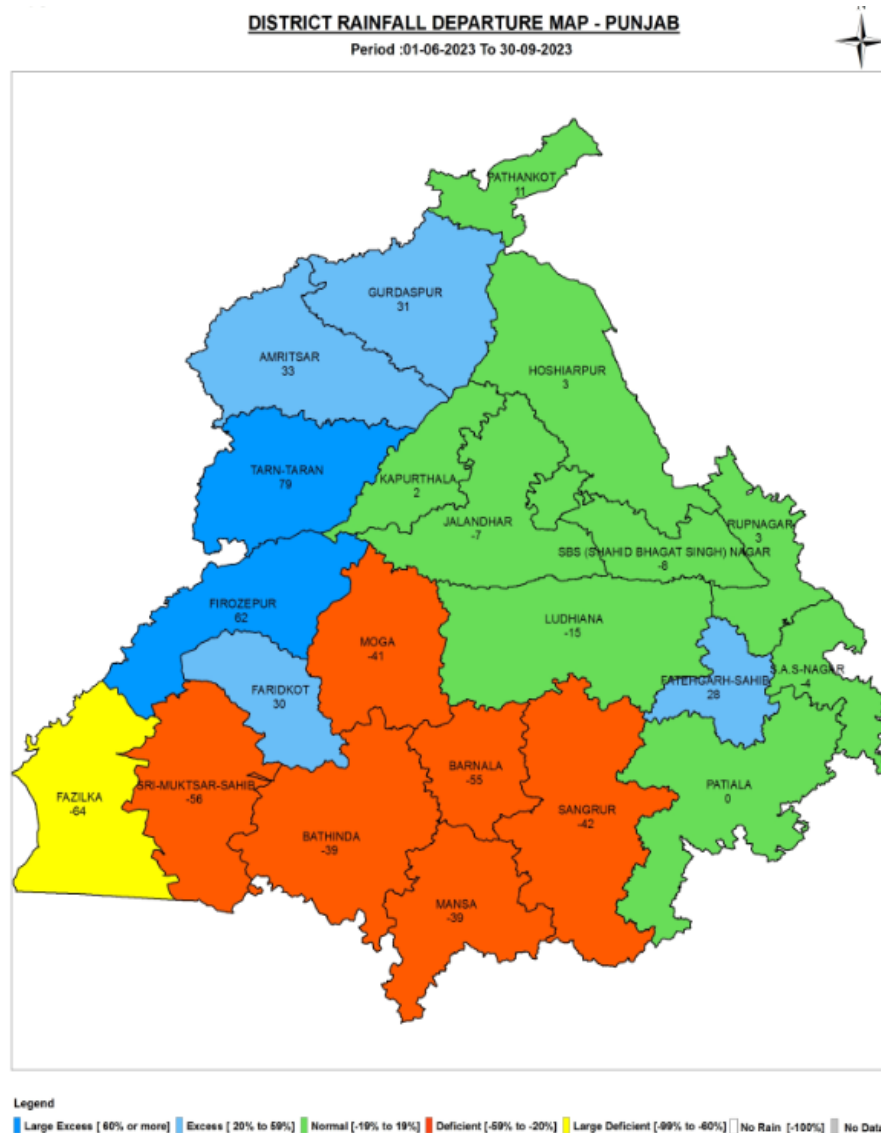 DISTRICT RAINFALL DEPARTURE MAP - PUNJAB
Period :01-06-2023 To 30-09-2023
N
PATHANKOT
11
GURDASPUR
31
AMRITSAR
33
HOSHIARPUR
3
TARN-TARAN
79
KAPURTHALA
2
JALANDHAR
-7
RUPNAGAR
3
SBS (SHAHID BHAGAT SINGH) NAGAR
-8
FIROZEPUR
62
MOGA
-41
LUDHIANA
-15
FARIDKOT
30
FATEHGARH-SAHIB
28
S.A.S-NAGAR
-4
FAZILKA
-64
SRI-MUKTSAR-SAHIB
-56
BARNALA
-55
BATHINDA
-39
SANGRUR
-42
PATIALA
0
MANSA
-39
Legend
Large Excess [ 60% or more] Excess [ 20% to 59%] Normal [-19% to 19%] Deficient [-59% to -20%] Large Deficient [-99% to -60%] No Rain [-100%] No Data